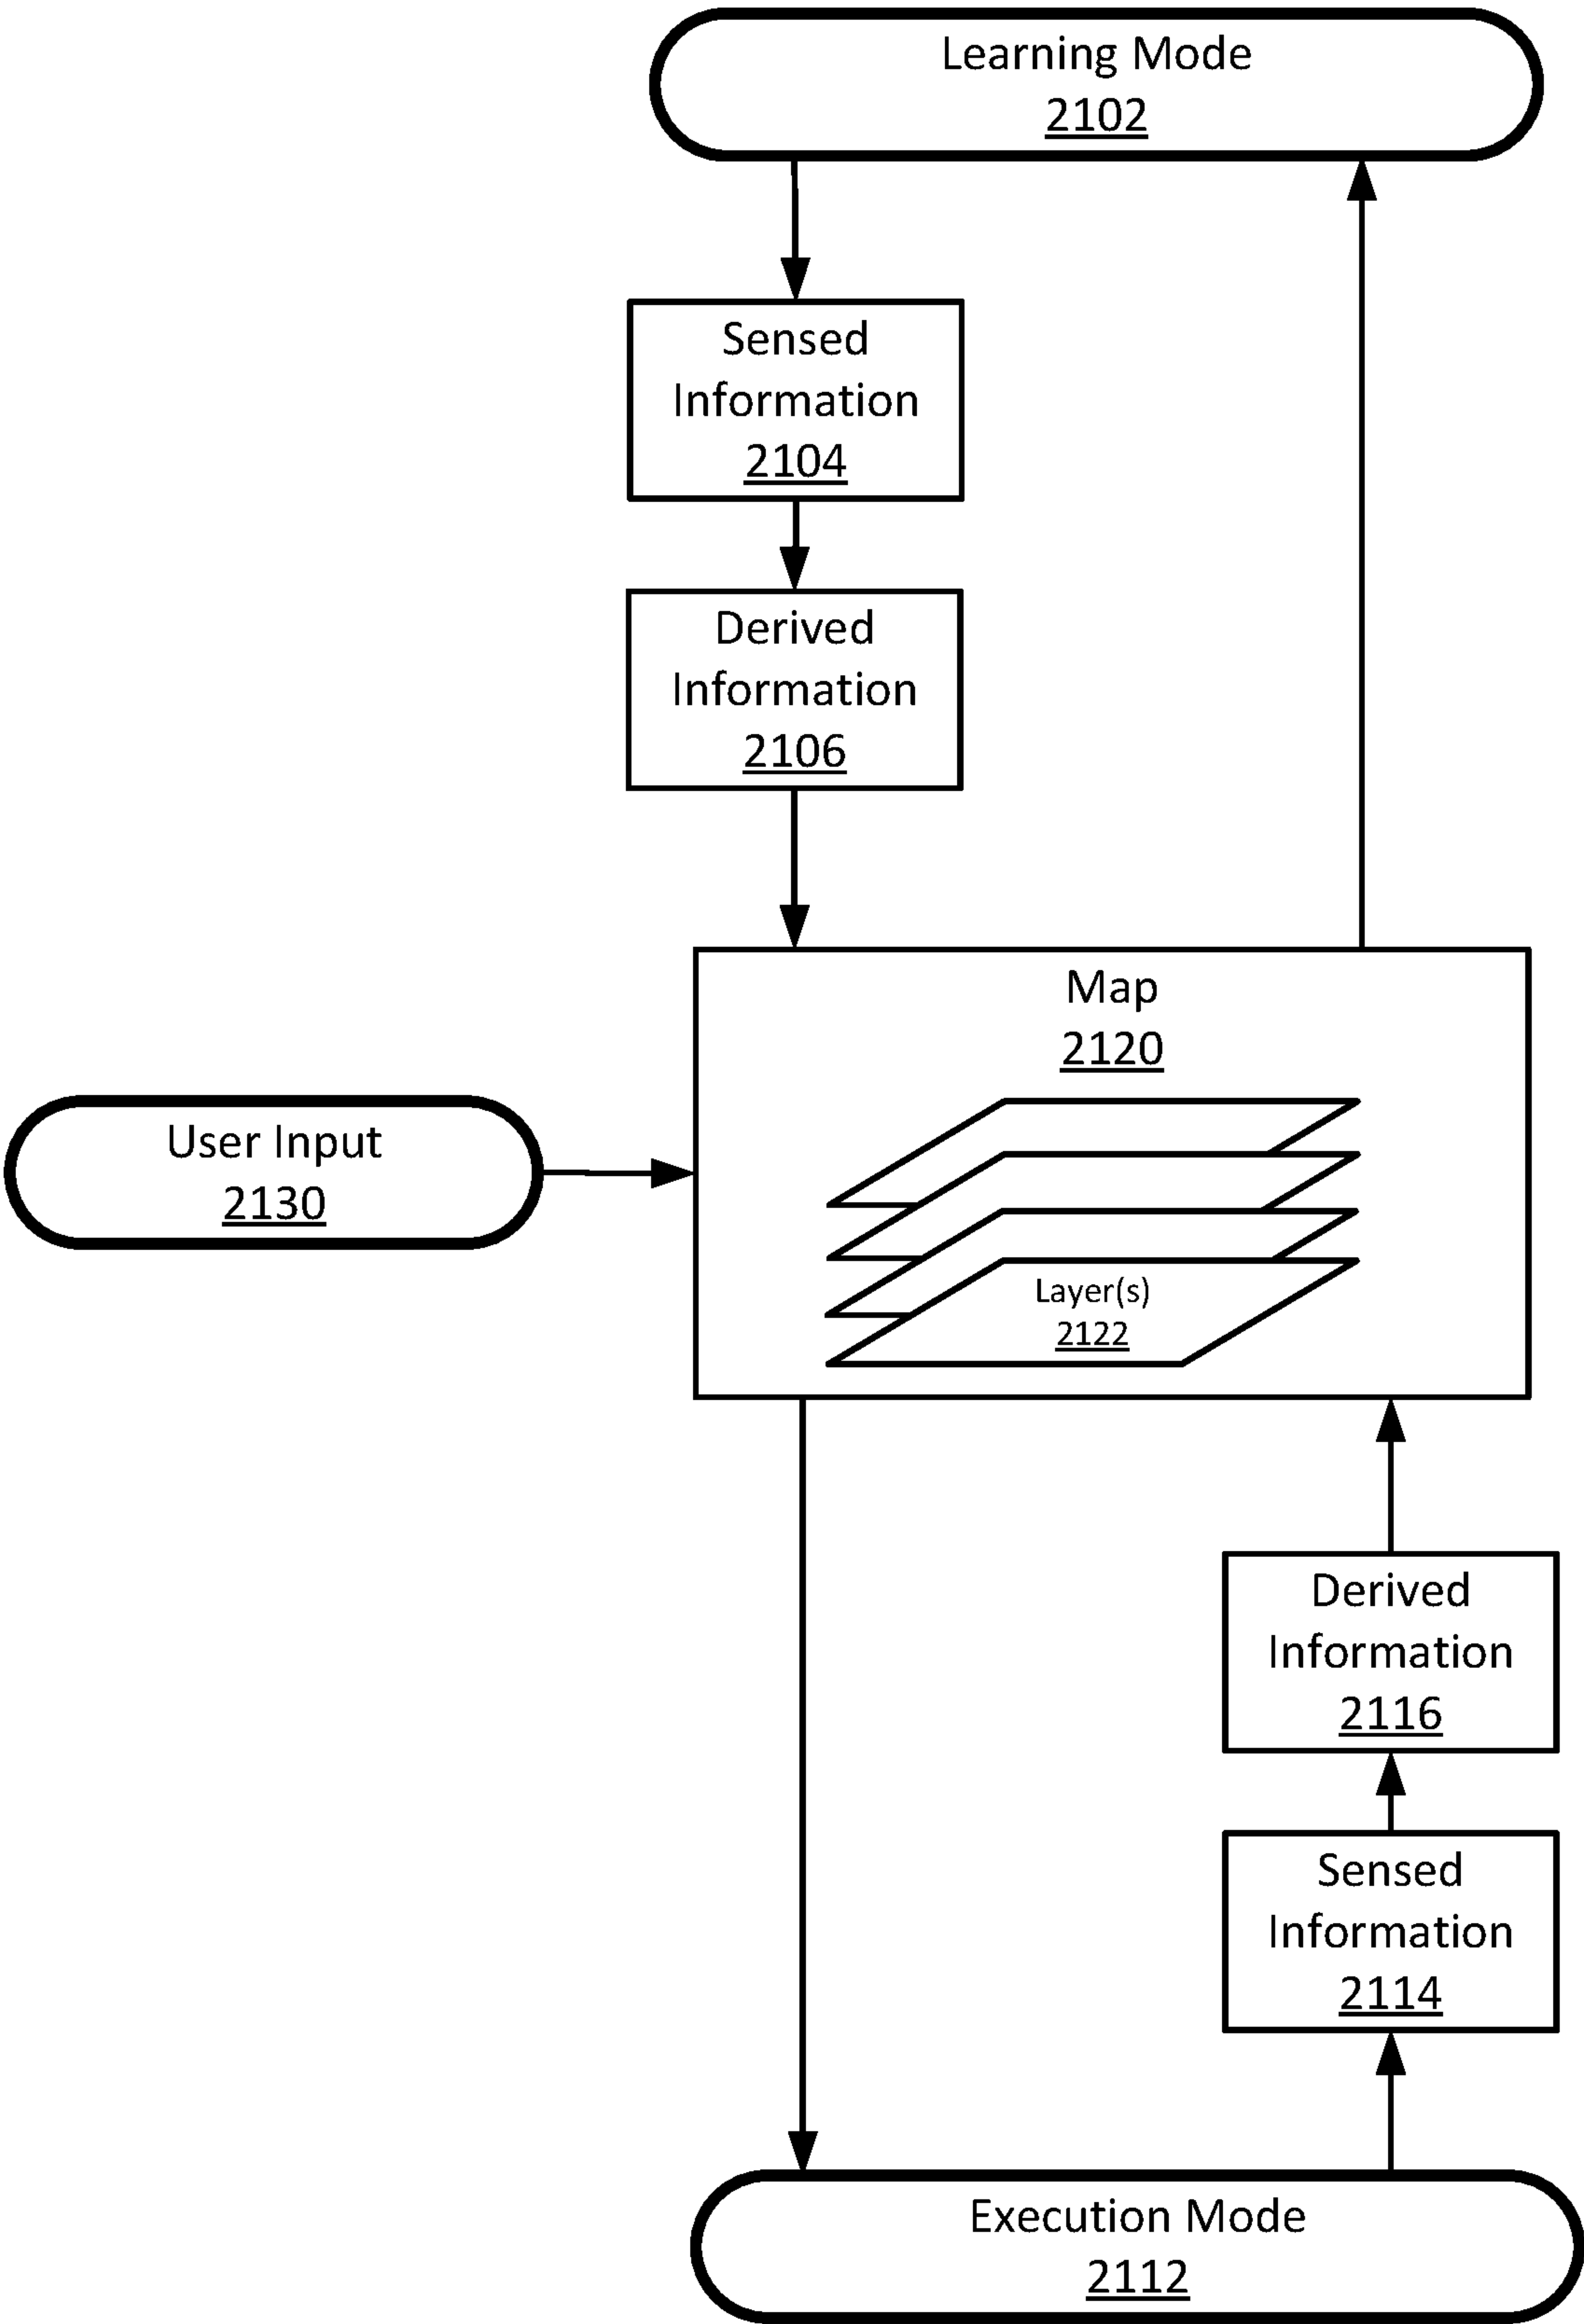 Learning Mode
2102
Sensed
Information
2104
Derived
Information
2106
Map
2120
User Input
2130
Layer(s)
2122
Derived
Information
2116
Sensed
Information
2114
Execution Mode
2112